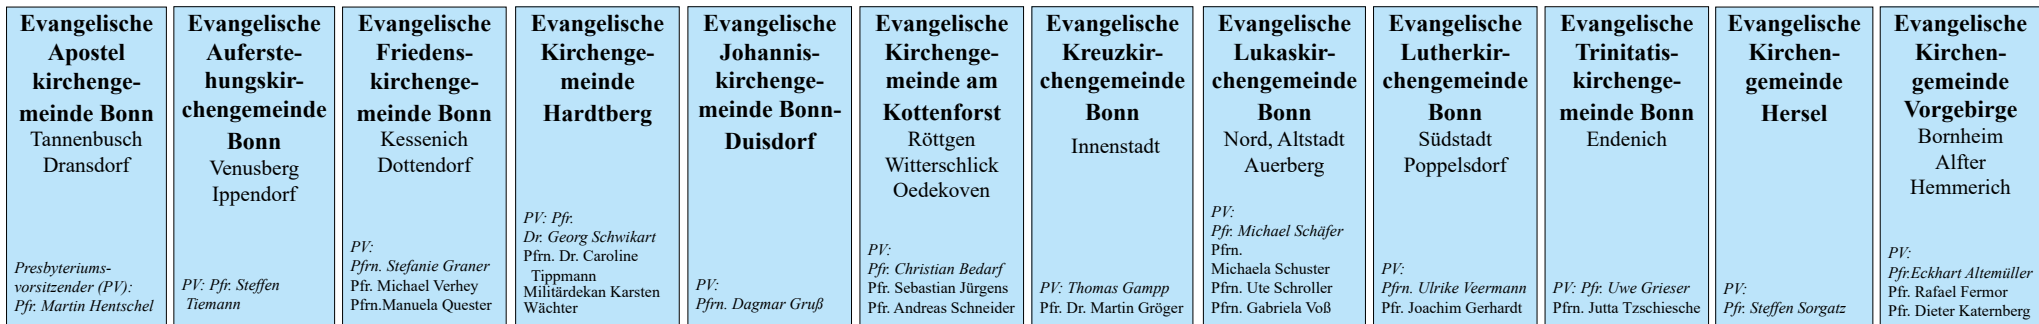 Evangelische
Apostel
kirchenge-
meinde Bonn
Tannenbusch
Dransdorf
Presbyteriums-
vorsitzender (PV):
Pfr. Martin Hentschel
Evangelische
Auferste-
hungskir-
chengemeinde
Bonn
Venusberg
Ippendorf
PV: Pfr. Steffen
Tiemann
Evangelische
Friedens-
kirchenge-
meinde Bonn
Kessenich
Dottendorf
PV:
Pfrn. Stefanie Graner
Pfr. Michael Verhey
Pfrn.Manuela Quester
Evangelische
Kirchenge-
meinde
Hardtberg
PV: Pfr.
Dr. Georg Schwikart
Pfrn. Dr. Caroline
Tippmann
Militärdekan Karsten
Wächter
Evangelische
Johannis-
kirchenge-
meinde Bonn-
Duisdorf
PV:
Pfrn. Dagmar Gruß
Evangelische
Kirchenge-
meinde am
Kottenforst
Röttgen
Witterschlick
Oedekoven
PV:
Pfr. Christian Bedarf
Pfr. Sebastian Jürgens
Pfr. Andreas Schneider
Evangelische
Kreuzkir-
chengemeinde
Bonn
Innenstadt
PV: Thomas Gampp
Pfr. Dr. Martin Gröger
Evangelische
Lukaskir-
chengemeinde
Bonn
Nord, Altstadt
Auerberg
PV:
Pfr. Michael Schäfer
Pfrn.
Michaela Schuster
Pfrn. Ute Schroller
Pfrn. Gabriela Voß
Evangelische
Lutherkir-
chengemeinde
Bonn
Südstadt
Poppelsdorf
PV:
Pfrn. Ulrike Veermann
Pfr. Joachim Gerhardt
Evangelische
Trinitatis-
kirchenge-
meinde Bonn
Endenich
PV: Pfr. Uwe Grieser
Pfrn. Jutta Tzschiesche
Evangelische
Kirchen-
gemeinde
Hersel
PV:
Pfr. Steffen Sorgatz
Evangelische
Kirchen-
gemeinde
Vorgebirge
Bornheim
Alfter
Hemmerich
PV:
Pfr.Eckhart Altemüller
Pfr. Rafael Fermor
Pfr. Dieter Katernberg